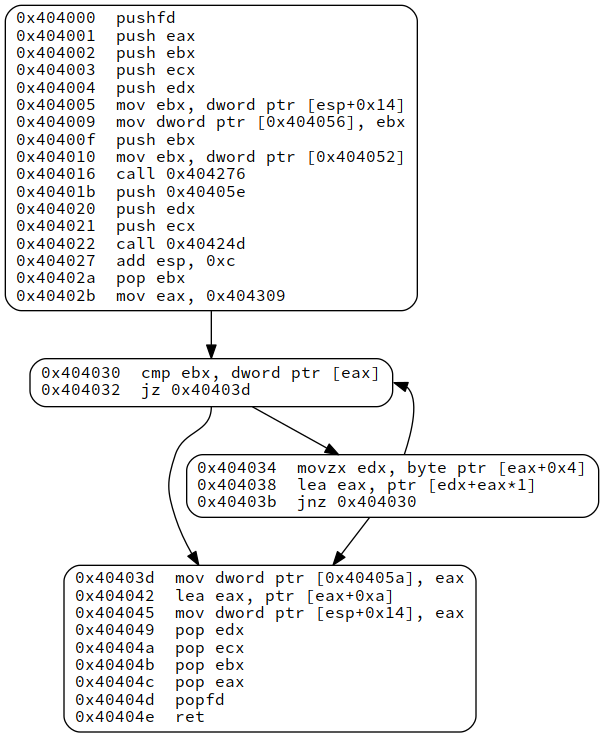 0x404000  pushfd
0x404001  push eax
0x404002  push ebx
0x404003  push ecx
0x404004  push edx
0x404005  mov ebx, dword ptr [esp+0x14]
0x404009  mov dword ptr [0x404056], ebx
0x40400f  push ebx
0x404010  mov ebx, dword ptr [0x404052]
0x404016  call 0x404276
0x40401b  push 0x40405e
0x404020  push edx
0x404021  push ecx
0x404022  call 0x40424d
0x404027  add esp, 0xc
0x40402a  pop ebx
0x40402b  mov eax, 0x404309
0x404030  cmp ebx, dword ptr [eax]
0x404032  jz 0x40403d
0x404034  movzx edx, byte ptr [eax+0x4]
0x404038  lea eax, ptr [edx+eax*1]
0x40403b  jnz 0x404030
0x40403d  mov dword ptr [0x40405a], eax
0x404042  lea eax, ptr [eax+0xa]
0x404045  mov dword ptr [esp+0x14], eax
0x404049  pop edx
0x40404a  pop ecx
0x40404b  pop ebx
0x40404c  pop eax
0x40404d  popfd
0x40404e  ret